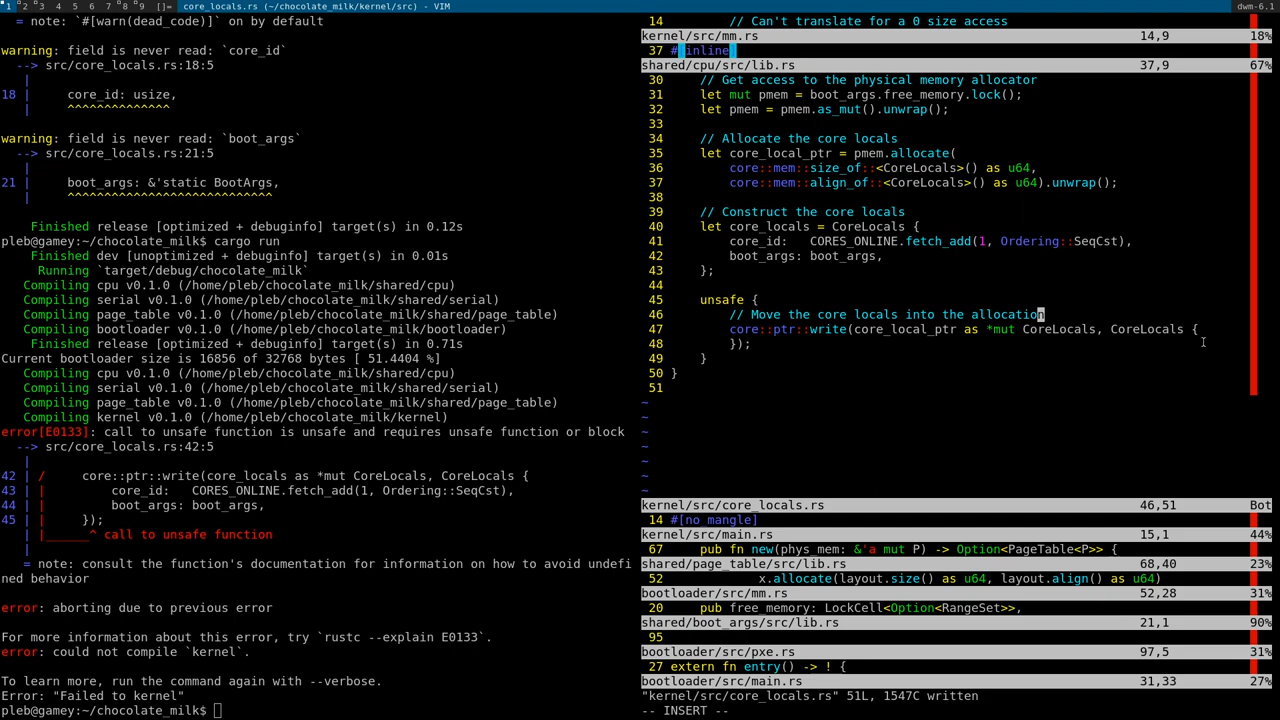 1 2 3 4 5 6 7 8 9 []= core_locals.rs (~/chocolate_milk/kernel/src) - VIM dwm-6.1
= note: `#[warn(dead_code)]` on by default
warning: field is never read: `core_id`
--> src/core_locals.rs:18:5
|
18 | core_id: usize,
| ^^^^^^^^^^^^^^
warning: field is never read: `boot_args`
--> src/core_locals.rs:21:5
|
21 | boot_args: &'static BootArgs,
| ^^^^^^^^^^^^^^^^^^^^^^^^^^^^
Finished release [optimized + debuginfo] target(s) in 0.12s
pleb@gamey:~/chocolate_milk$ cargo run
Finished dev [unoptimized + debuginfo] target(s) in 0.01s
Running `target/debug/chocolate_milk`
Compiling cpu v0.1.0 (/home/pleb/chocolate_milk/shared/cpu)
Compiling serial v0.1.0 (/home/pleb/chocolate_milk/shared/serial)
Compiling page_table v0.1.0 (/home/pleb/chocolate_milk/shared/page_table)
Compiling bootloader v0.1.0 (/home/pleb/chocolate_milk/bootloader)
Finished release [optimized + debuginfo] target(s) in 0.71s
Current bootloader size is 16856 of 32768 bytes [ 51.4404 %]
Compiling cpu v0.1.0 (/home/pleb/chocolate_milk/shared/cpu)
Compiling serial v0.1.0 (/home/pleb/chocolate_milk/shared/serial)
Compiling page_table v0.1.0 (/home/pleb/chocolate_milk/shared/page_table)
Compiling kernel v0.1.0 (/home/pleb/chocolate_milk/kernel)
error[E0133]: call to unsafe function is unsafe and requires unsafe function or block
--> src/core_locals.rs:42:5
|
42 | / core::ptr::write(core_locals as *mut CoreLocals, CoreLocals {
43 | | core_id: CORES_ONLINE.fetch_add(1, Ordering::SeqCst),
44 | | boot_args: boot_args,
45 | | });
| |______^ call to unsafe function
|
= note: consult the function's documentation for information on how to avoid undefi
ned behavior
error: aborting due to previous error
For more information about this error, try `rustc --explain E0133`.
error: could not compile `kernel`.
To learn more, run the command again with --verbose.
Error: "Failed to kernel"
pleb@gamey:~/chocolate_milk$
14 // Can't translate for a 0 size access
kernel/src/mm.rs 14,9 18%
37 #[inline]
shared/cpu/src/lib.rs 37,9 67%
30 // Get access to the physical memory allocator
31 let mut pmem = boot_args.free_memory.lock();
32 let pmem = pmem.as_mut().unwrap();
33
34 // Allocate the core locals
35 let core_local_ptr = pmem.allocate(
36 core::mem::size_of::<CoreLocals>() as u64,
37 core::mem::align_of::<CoreLocals>() as u64).unwrap();
38
39 // Construct the core locals
40 let core_locals = CoreLocals {
41 core_id: CORES_ONLINE.fetch_add(1, Ordering::SeqCst),
42 boot_args: boot_args,
43 };
44
45 unsafe {
46 // Move the core locals into the allocation
47 core::ptr::write(core_local_ptr as *mut CoreLocals, CoreLocals {
48 });
49 }
50 }
51
~
~
~
~
~
~
~
kernel/src/core_locals.rs 46,51 Bot
14 #[no_mangle]
kernel/src/main.rs 15,1 44%
67 pub fn new(phys_mem: &'a mut P) -> Option<PageTable<P>> {
shared/page_table/src/lib.rs 68,40 23%
52 x.allocate(layout.size() as u64, layout.align() as u64)
bootloader/src/mm.rs 52,28 31%
20 pub free_memory: LockCell<Option<RangeSet>>,
shared/boot_args/src/lib.rs 21,1 90%
95
bootloader/src/pxe.rs 97,5 31%
27 extern fn entry() -> ! {
bootloader/src/main.rs 31,33 27%
"kernel/src/core_locals.rs" 51L, 1547C written
-- INSERT --